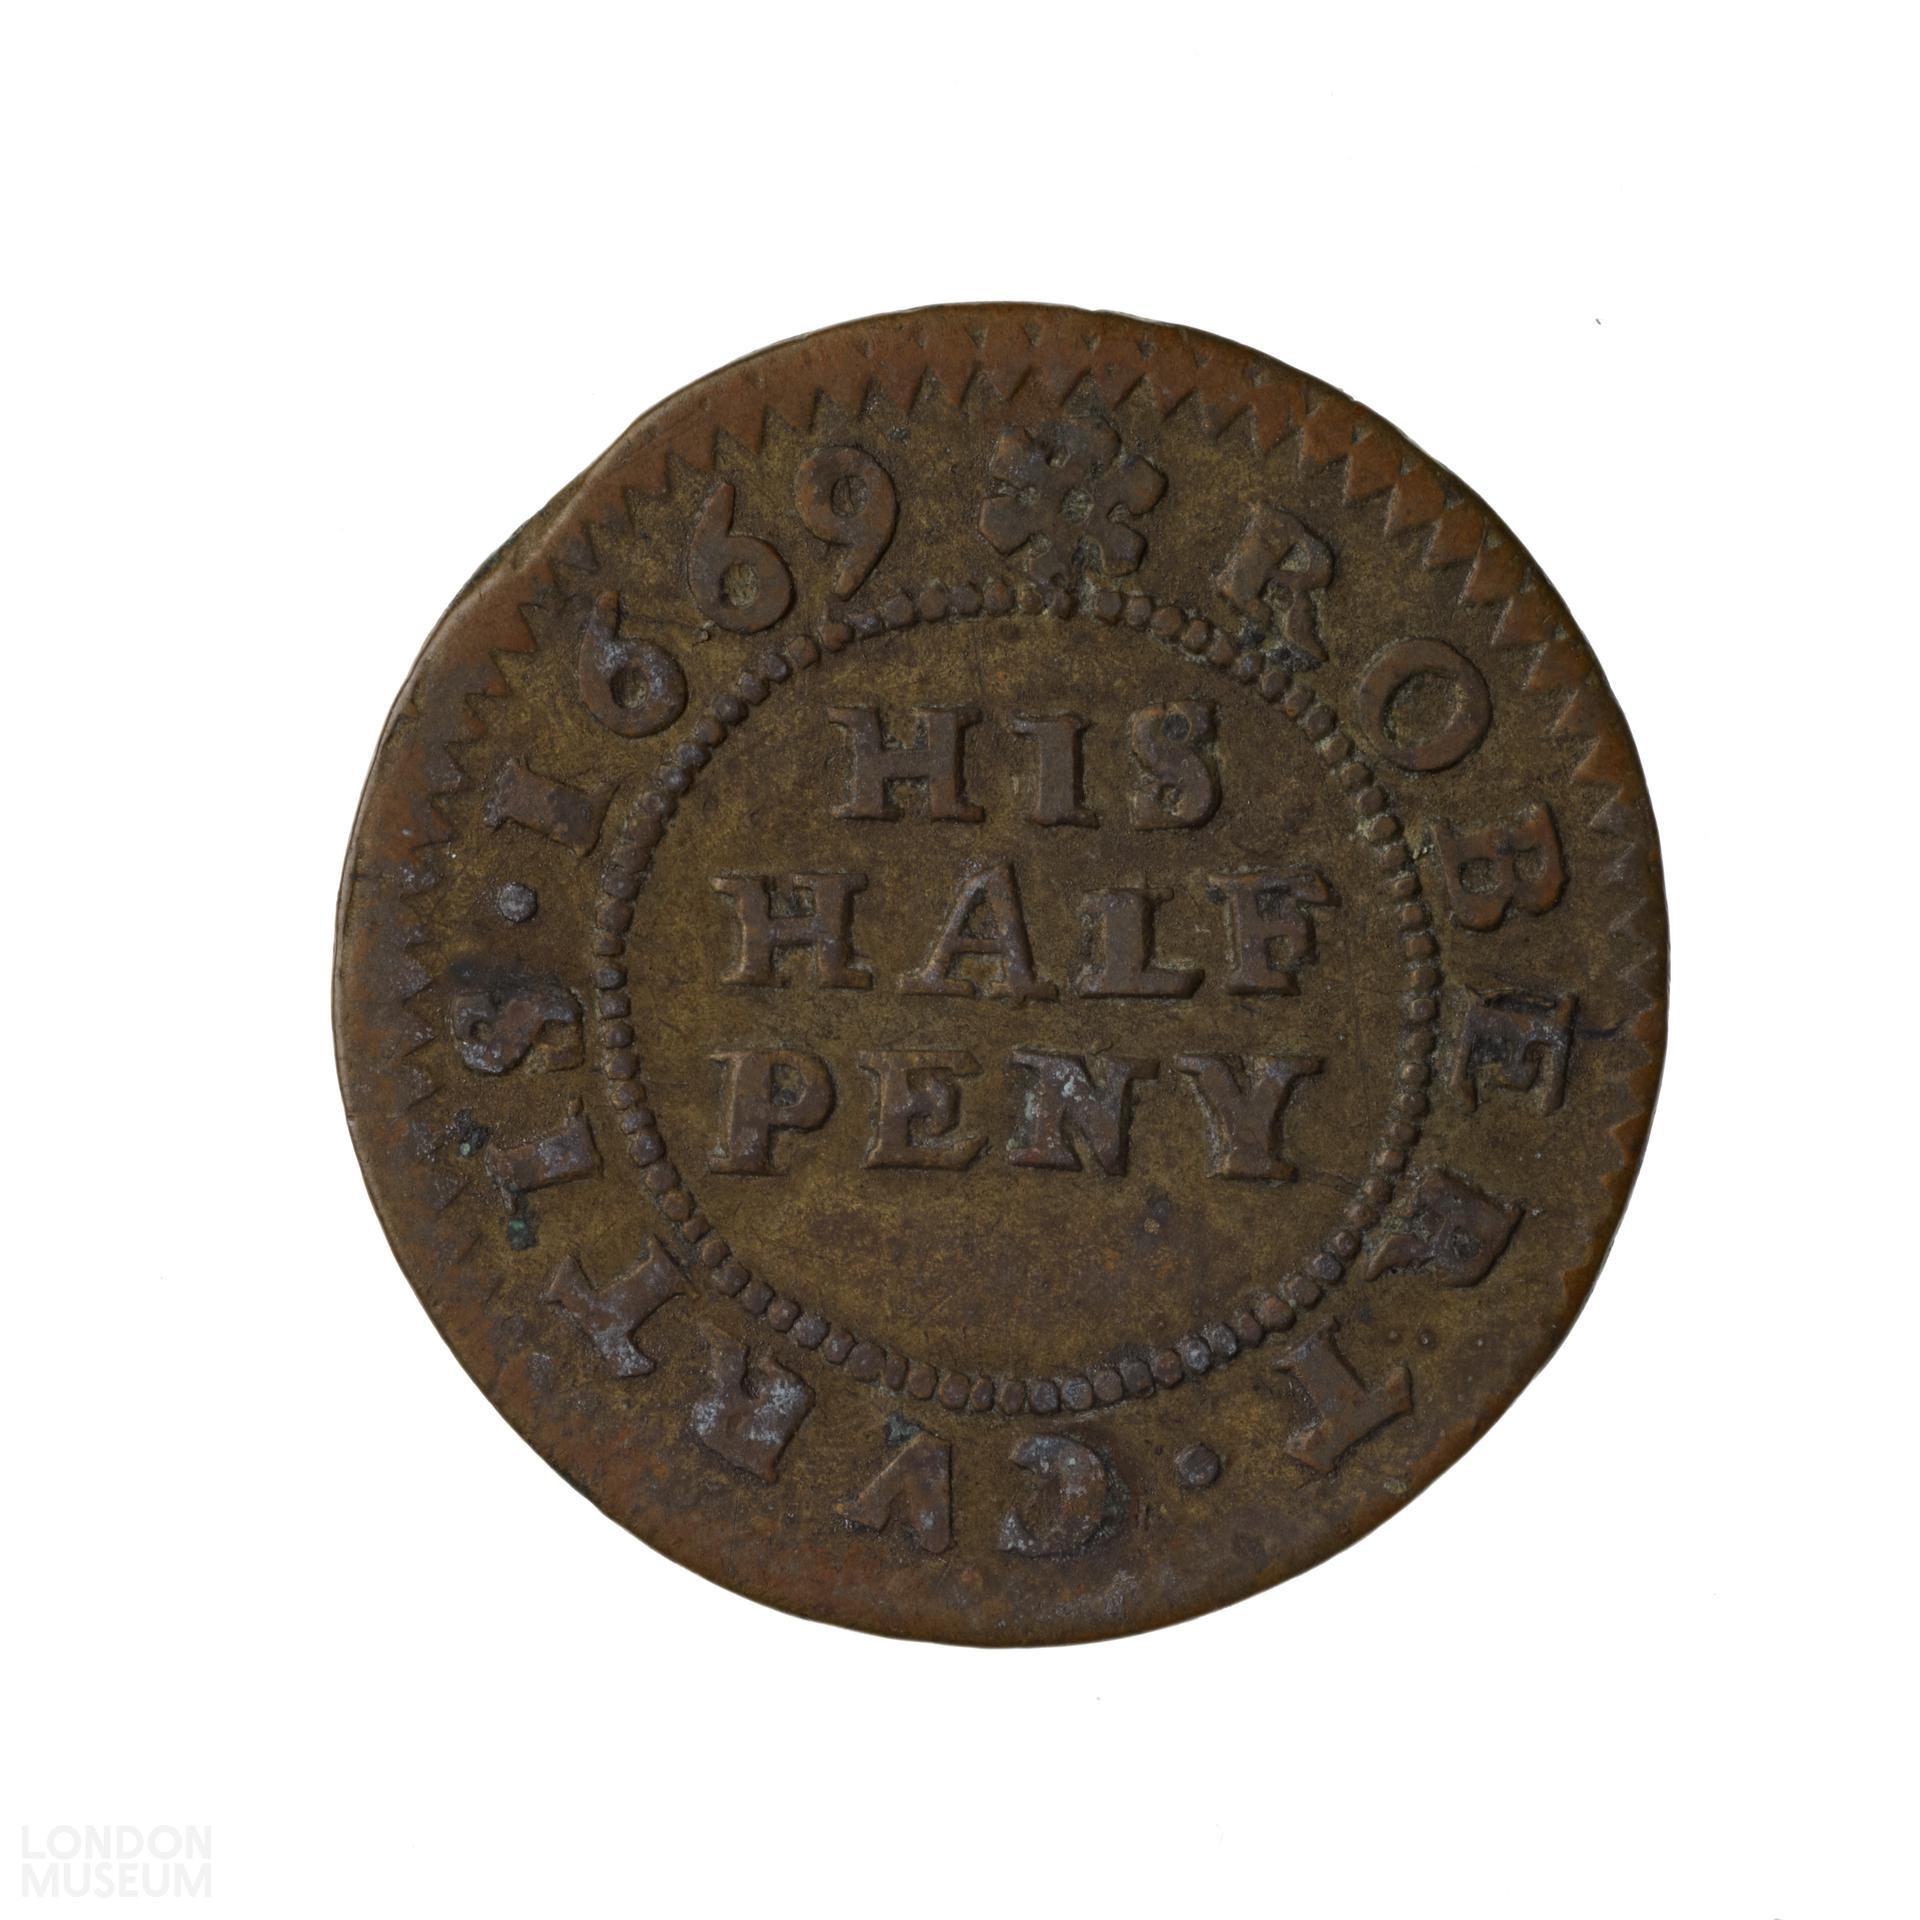 ROBERT · CVRTIS · 1669
HIS
HALF
PENY
LONDON
MUSEUM